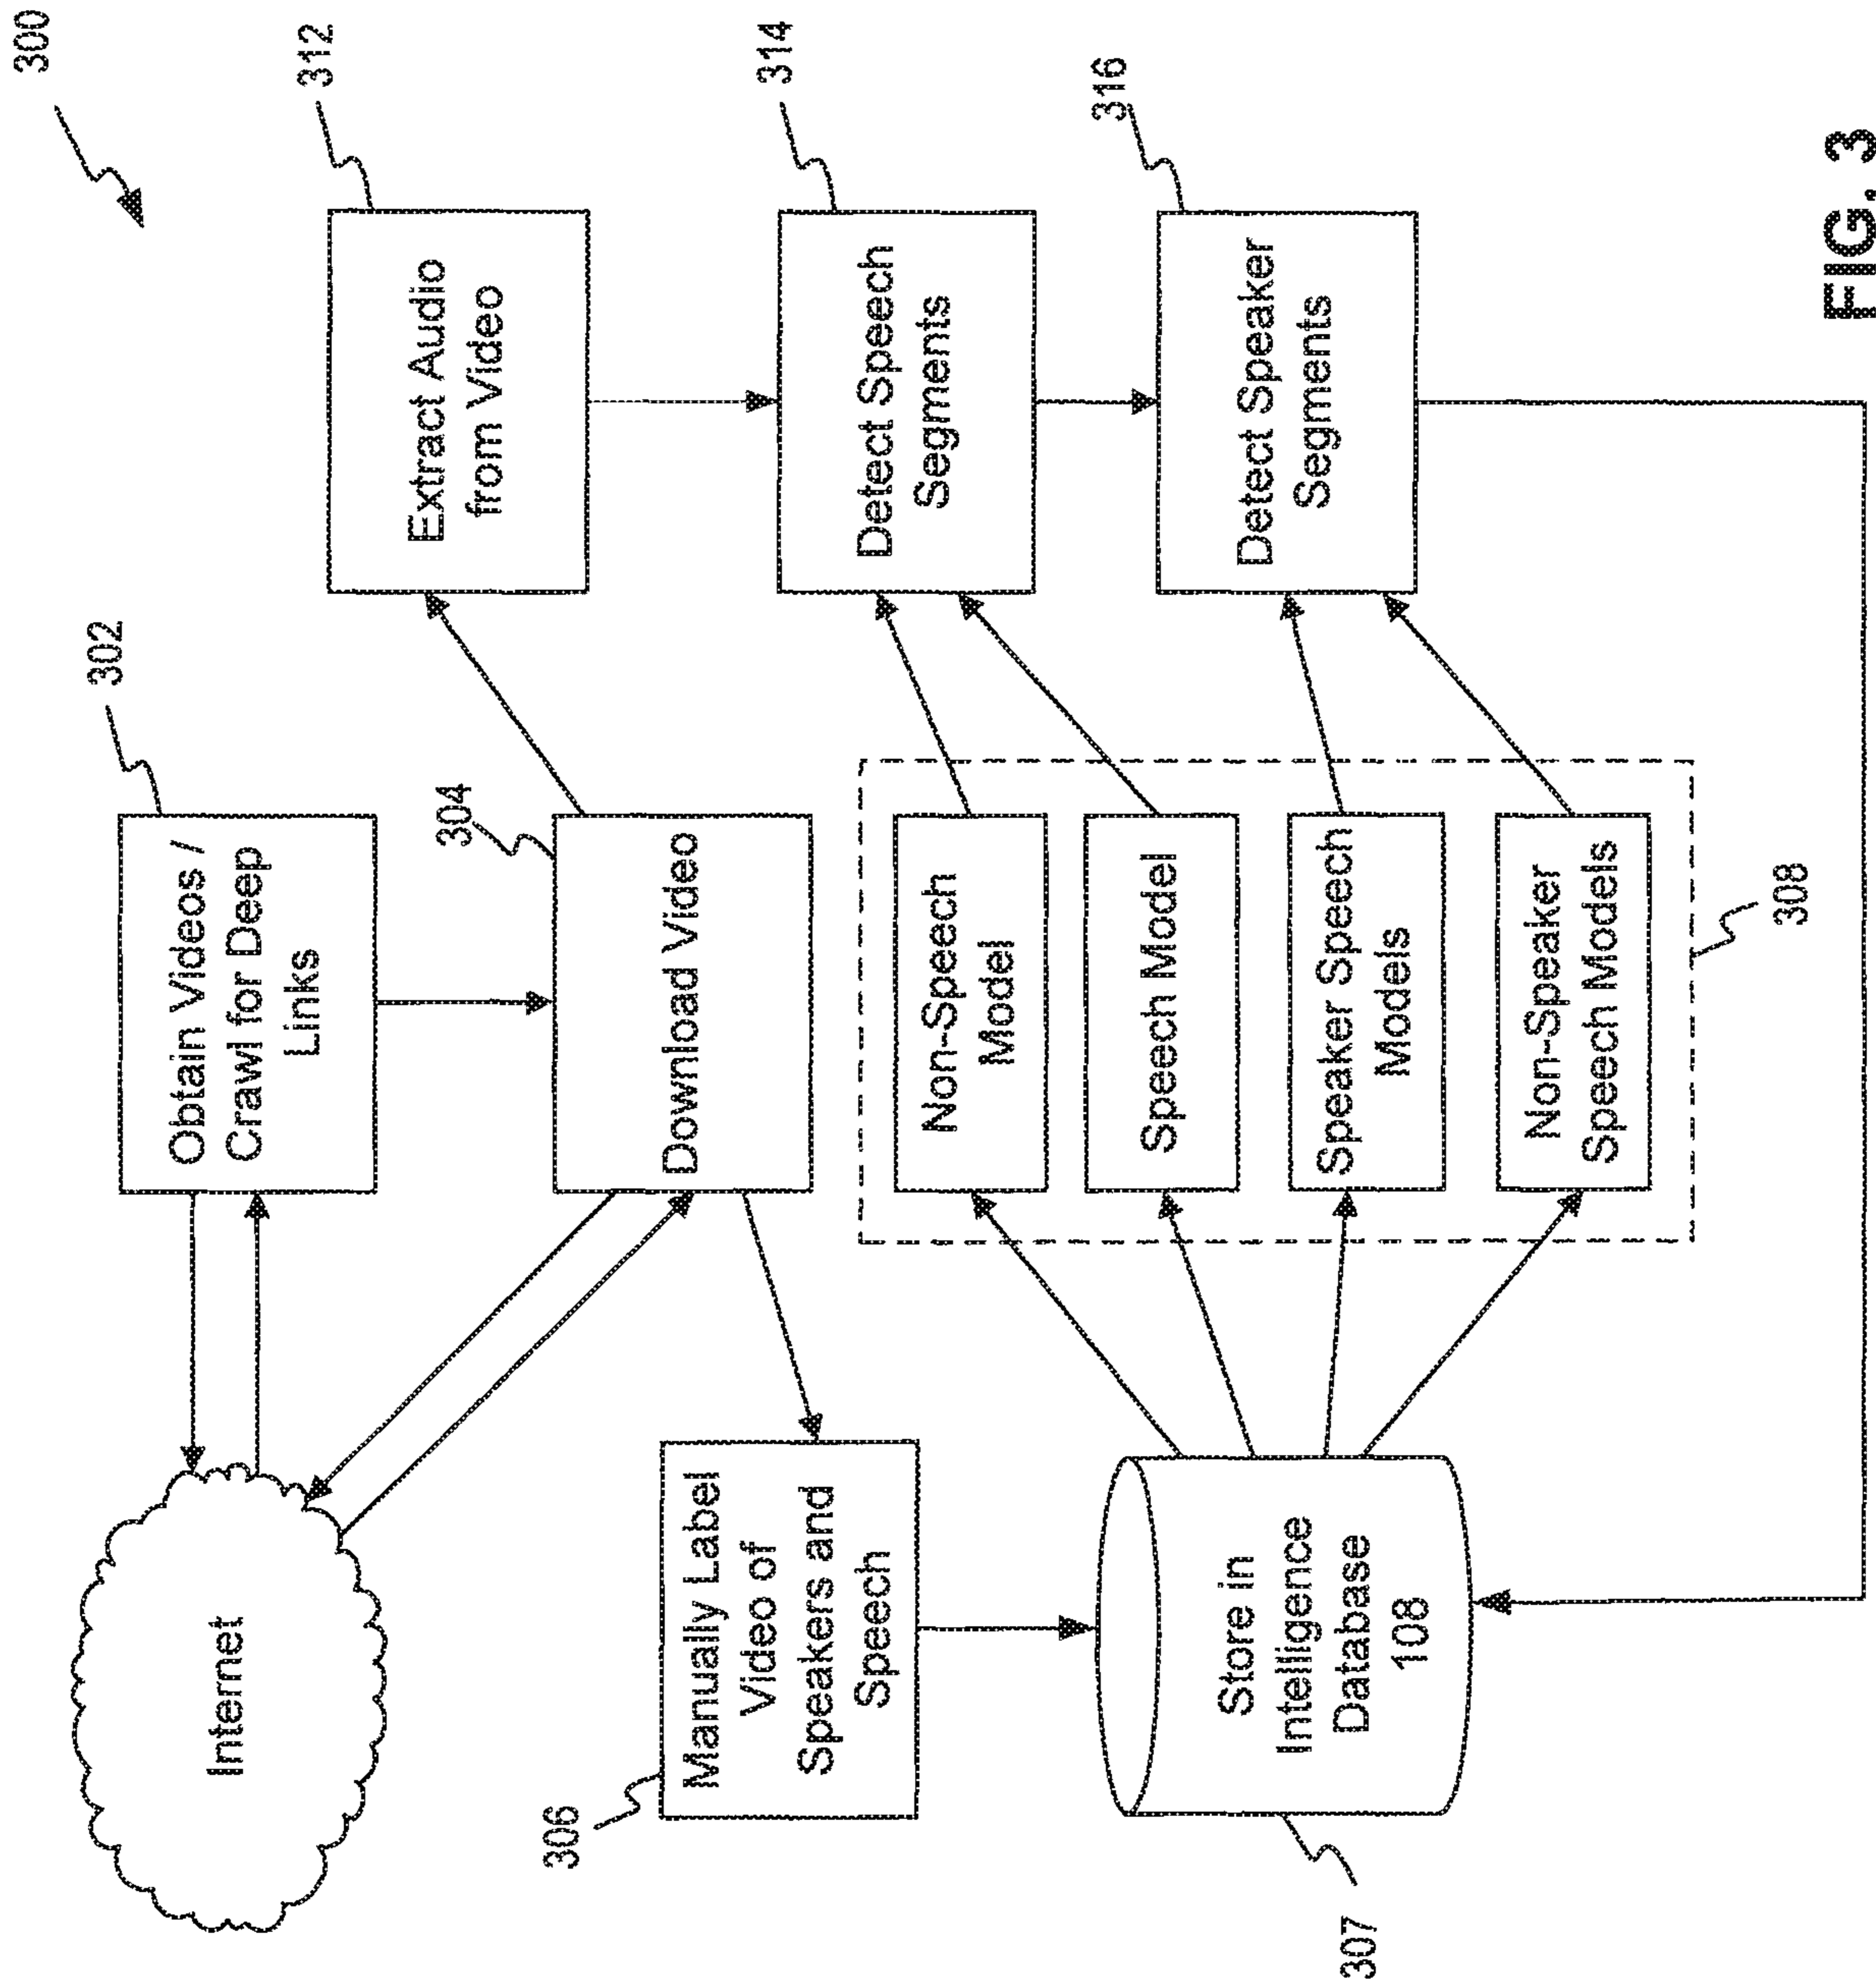 300
Internet
Obtain Videos /
Crawl for Deep
Links
302
Extract Audio
from Video
312
304
Download Video
306
Manually Label
Video of
Speakers and
Speech
Non-Speech
Model
Detect Speech
Segments
314
Speech Model
307
Store in
Intelligence
Database
108
Speaker Speech
Models
Detect Speaker
Segments
316
Non-Speaker
Speech Models
308
FIG. 3